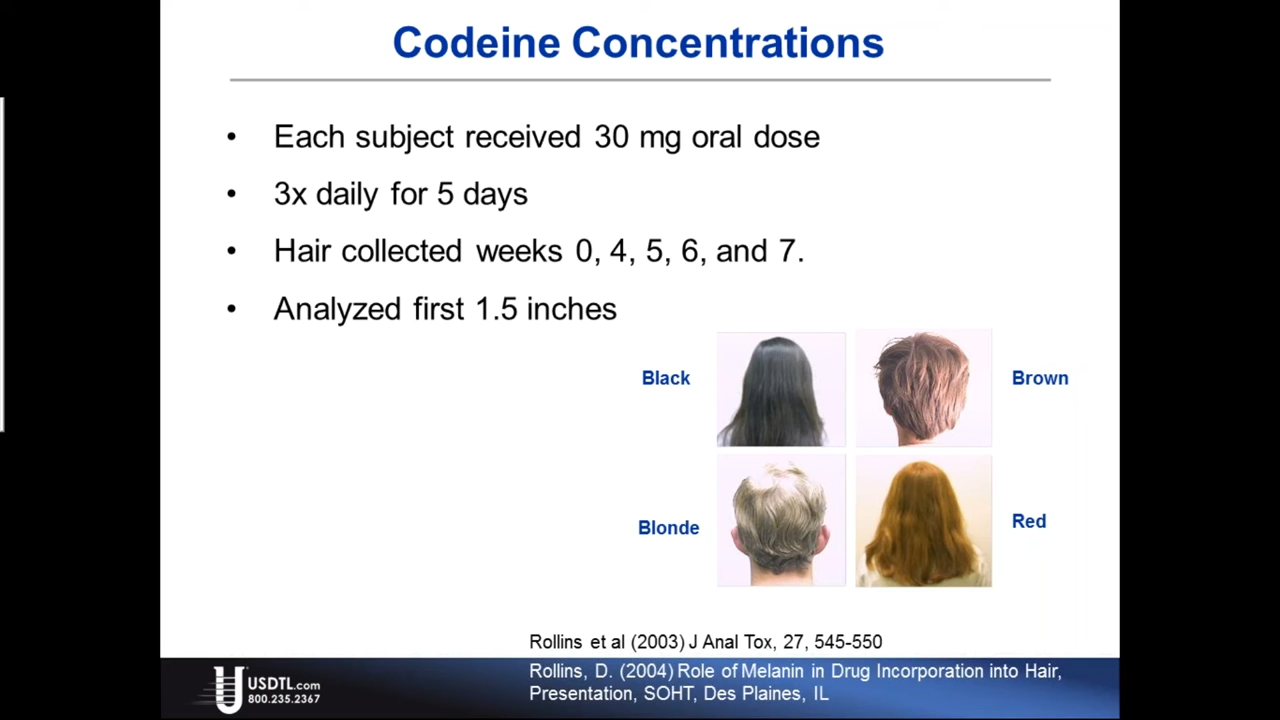 Codeine Concentrations
• Each subject received 30 mg oral dose
• 3x daily for 5 days
• Hair collected weeks 0, 4, 5, 6, and 7.
• Analyzed first 1.5 inches
Black
Brown
Blonde
Red
Rollins et al (2003) J Anal Tox, 27, 545-550
Rollins, D. (2004) Role of Melanin in Drug Incorporation into Hair,
Presentation, SOHT, Des Plaines, IL
USDTL.com
800.235.2367